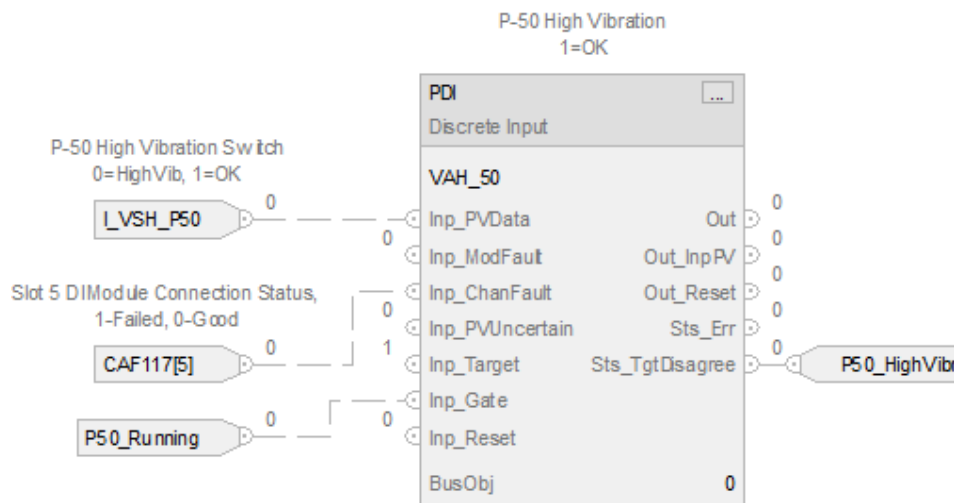 P-50 High Vibration
1=OK
PDI
...
Discrete Input
P-50 High Vibration Switch
0=HighVib, 1=OK
VAH_50
I_VSH_P50
0
Inp_PVData
Out
0
0
Inp_ModFault
Out_InpPV
0
Slot 5 DIModule Connection Status,
1-Failed, 0-Good
Inp_ChanFault
Out_Reset
0
0
Inp_PVUncertain
Sts_Err
0
CAF117[5]
0
1
Inp_Target
Sts_TgtDisagree
0
P50_HighVibr
Inp_Gate
P50_Running
0
0
Inp_Reset
BusObj
0